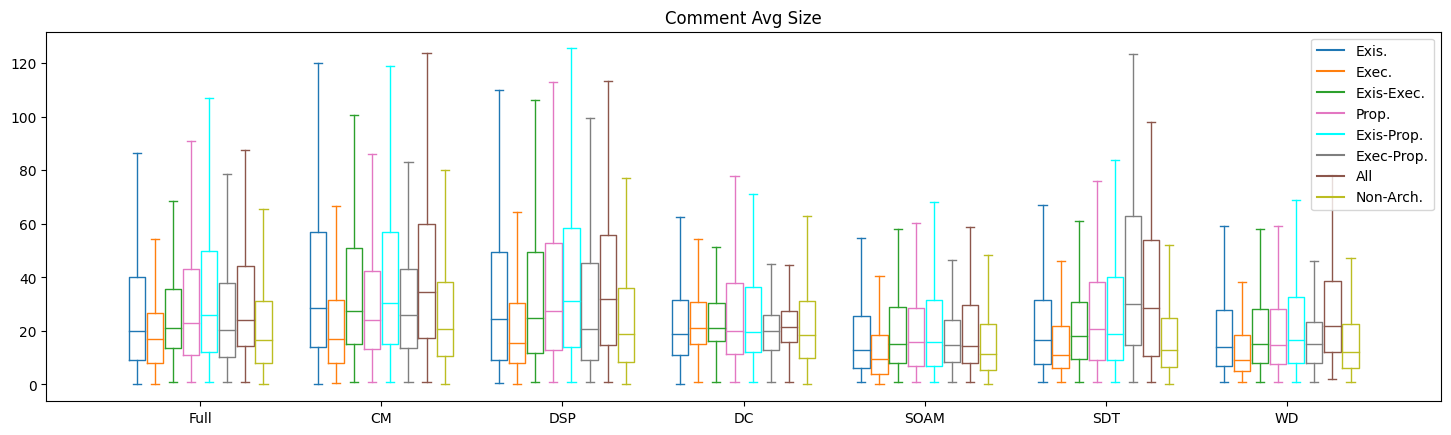 Comment Avg Size
120
100
80
60
40
20
0
Exis.
Exec.
Exis-Exec.
Prop.
Exis-Prop.
Exec-Prop.
All
Non-Arch.
Full CM DSP DC SOAM SDT WD